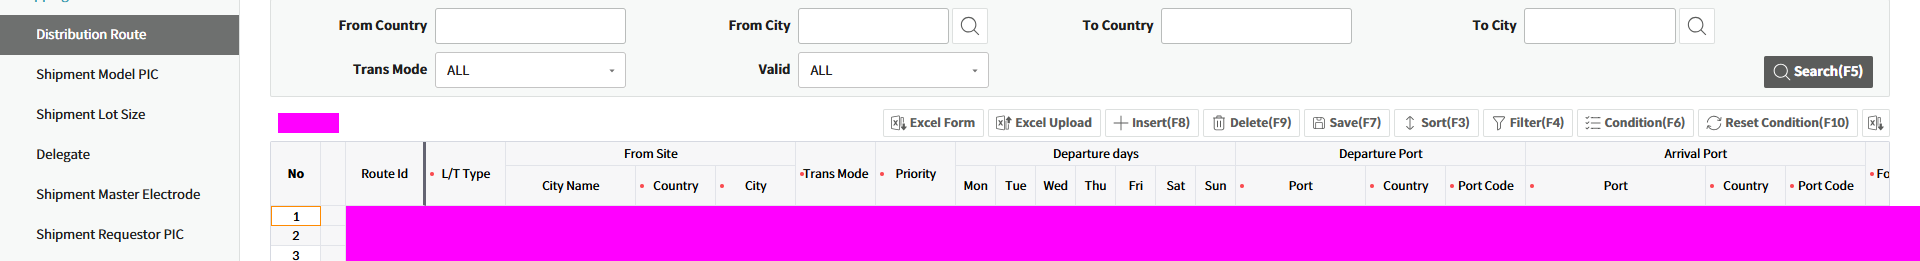 Distribution Route
Shipment Model PIC
Shipment Lot Size
Delegate
Shipment Master Electrode
Shipment Requestor PIC
From Country From City To Country To City
Trans Mode ALL Valid ALL Search(F5)
Excel Form Excel Upload Insert(F8) Delete(F9) Save(F7) Sort(F3) Filter(F4) Condition(F6) Reset Condition(F10)
From Site Departure days Departure Port Arrival Port
No Route Id L/T Type Trans Mode Priority Fo
City Name Country City Mon Tue Wed Thu Fri Sat Sun Port Country Port Code Port Country Port Code
1
2
3